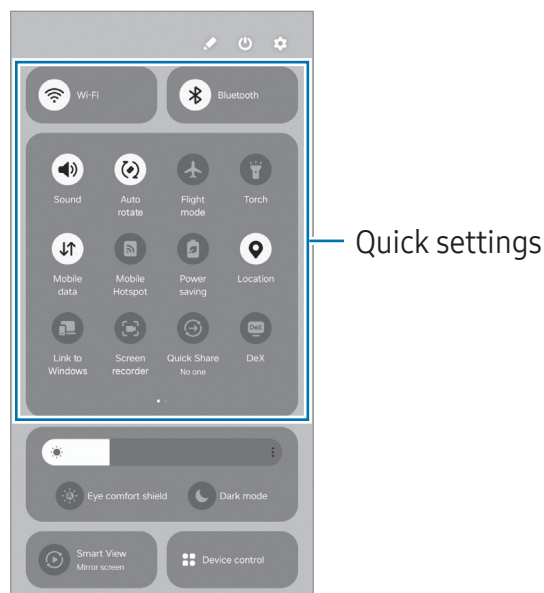 Wi-Fi
Bluetooth
Sound
Auto
rotate
Flight
mode
Torch
Quick settings
Mobile
data
Mobile
Hotspot
Power
saving
Location
Link to
Windows
Screen
recorder
Quick Share
No one
DeX
DeX
Eye comfort shield
Dark mode
Smart View
Mirror screen
Device control